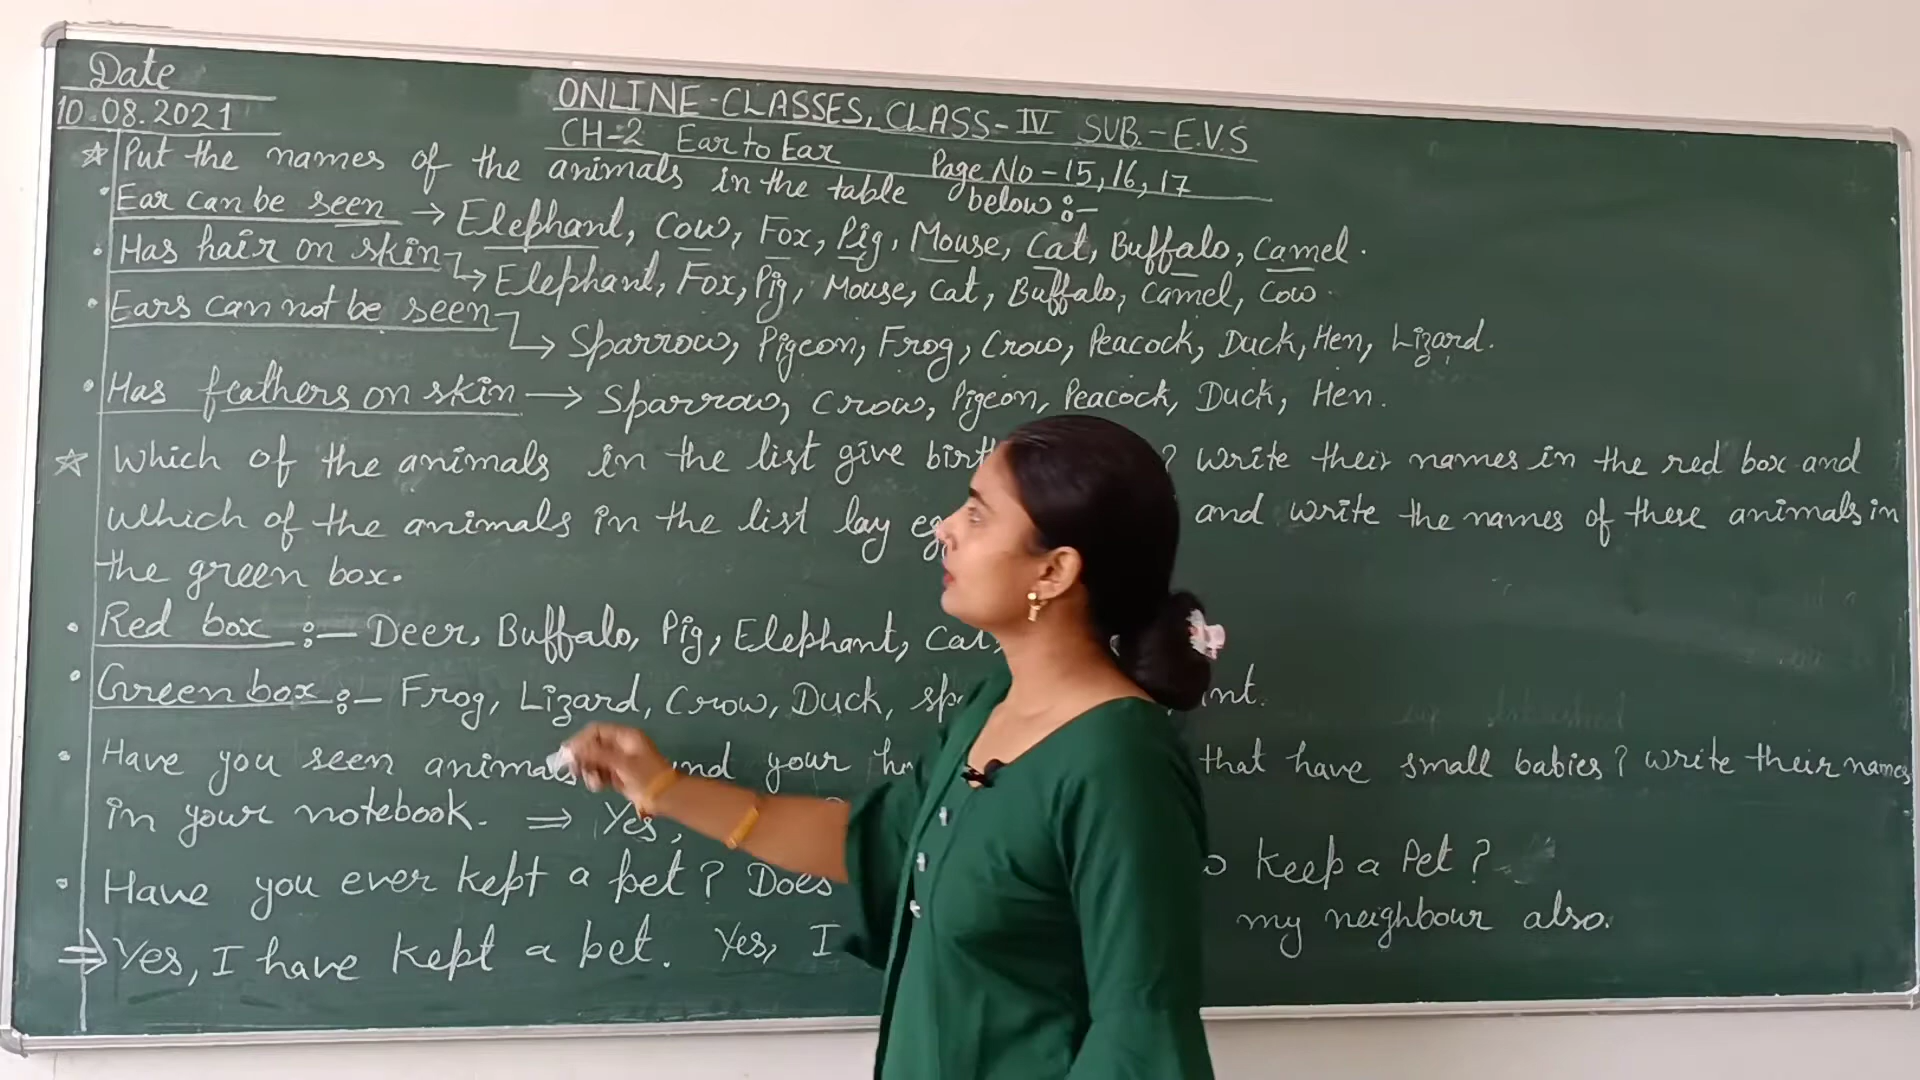 Date
10.08.2021
ONLINE-CLASSES, CLASS-IV SUB.-E.V.S
CH-2 Ear to Ear Page No-15,16,17
☆ Put the names of the animals in the table below :-
• Ear can be seen → Elephant, Cow, Fox, Pig, Mouse, Cat, Buffalo, Camel.
• Has hair on skin → Elephant, Fox, Pig, Mouse, Cat, Buffalo, Camel, Cow.
• Ears can not be seen
→ Sparrow, Pigeon, Frog, Crow, Peacock, Duck, Hen, Lizard.
• Has feathers on skin → Sparrow, Crow, Pigeon, Peacock, Duck, Hen.
☆ Which of the animals in the list give ? Write their names in the red box and
Which of the animals in the list lay and write the names of these animals in
the green box.
• Red box :- Deer, Buffalo, Pig, Elephant, Cat,
• Green box :- Frog, Lizard, Crow, Duck,
• Have you seen animals your that have small babies? Write their names
in your notebook. ⇒ Yes,
• Have you ever kept a pet? Does Keep a Pet?
⇒ Yes, I have kept a pet. Yes, I my neighbour also.